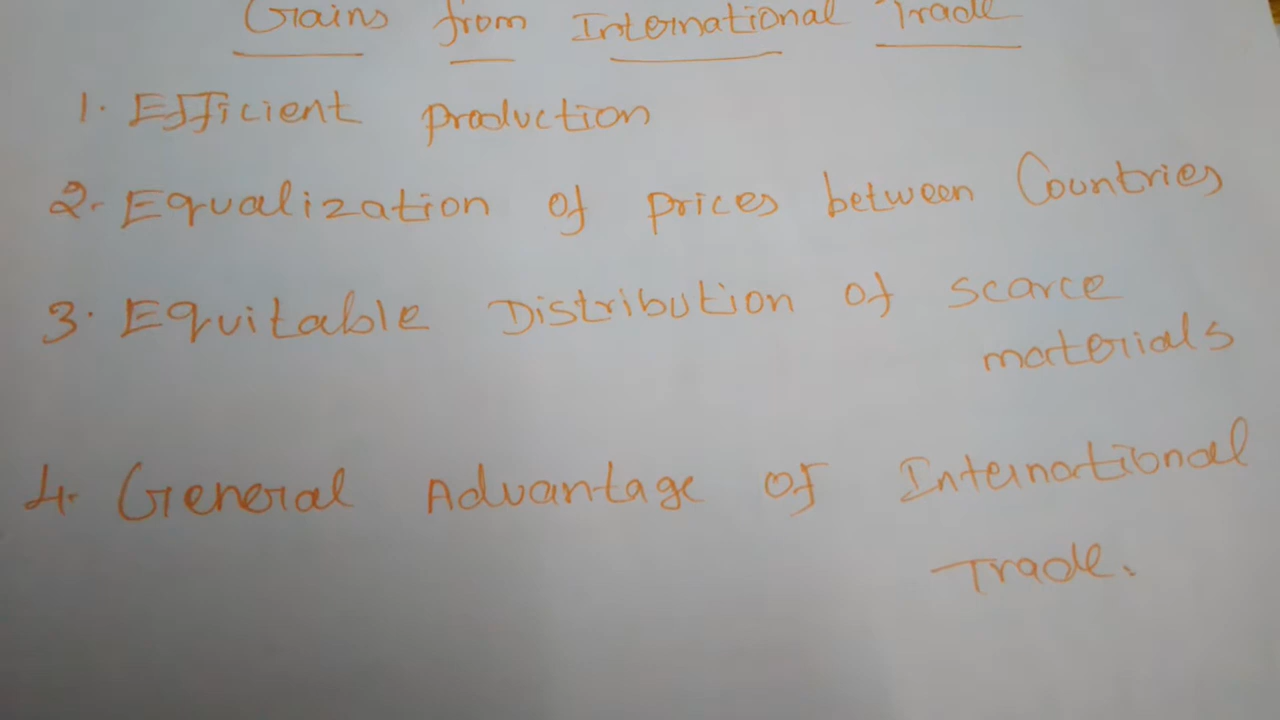 Gains from International Trade
1. Efficient production
2. Equalization of prices between Countries
3. Equitable Distribution of scarce
materials
4. General Advantage of International
Trade.